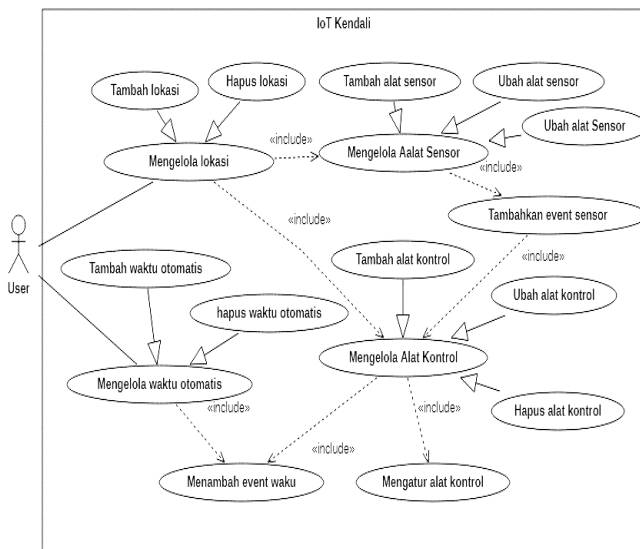 IoT Kendali
Tambah lokasi
Hapus lokasi
Tambah alat sensor
Ubah alat sensor
Ubah alat Sensor
Mengelola lokasi
«include»
Mengelola Aalat Sensor
«include»
Tambahkan event sensor
«include»
«include»
User
Tambah waktu otomatis
Tambah alat kontrol
hapus waktu otomatis
Ubah alat kontrol
Mengelola Alat Kontrol
Mengelola waktu otomatis
«include»
«include»
Hapus alat kontrol
«include»
Menambah event waku
Mengatur alat kontrol